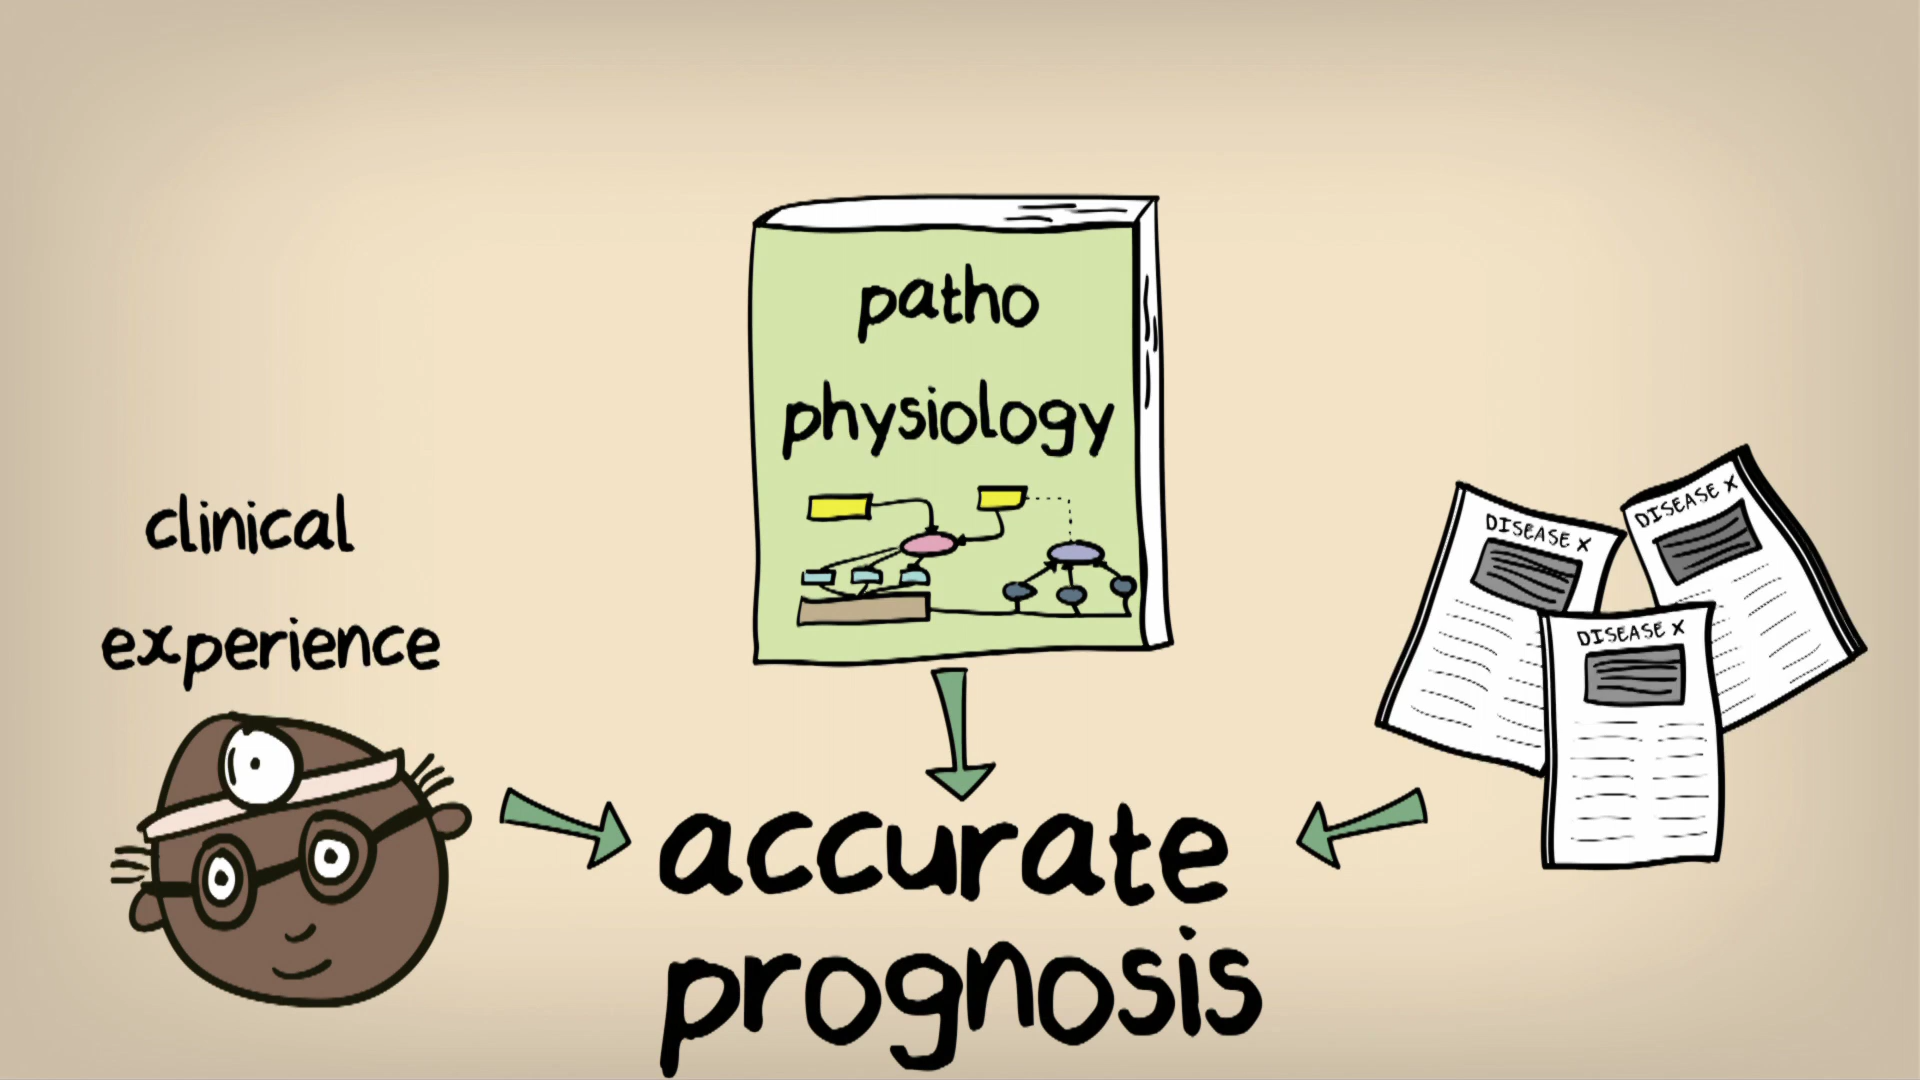 patho
physiology
clinical
experience
DISEASE X
DISEASE X
DISEASE X
accurate
prognosis